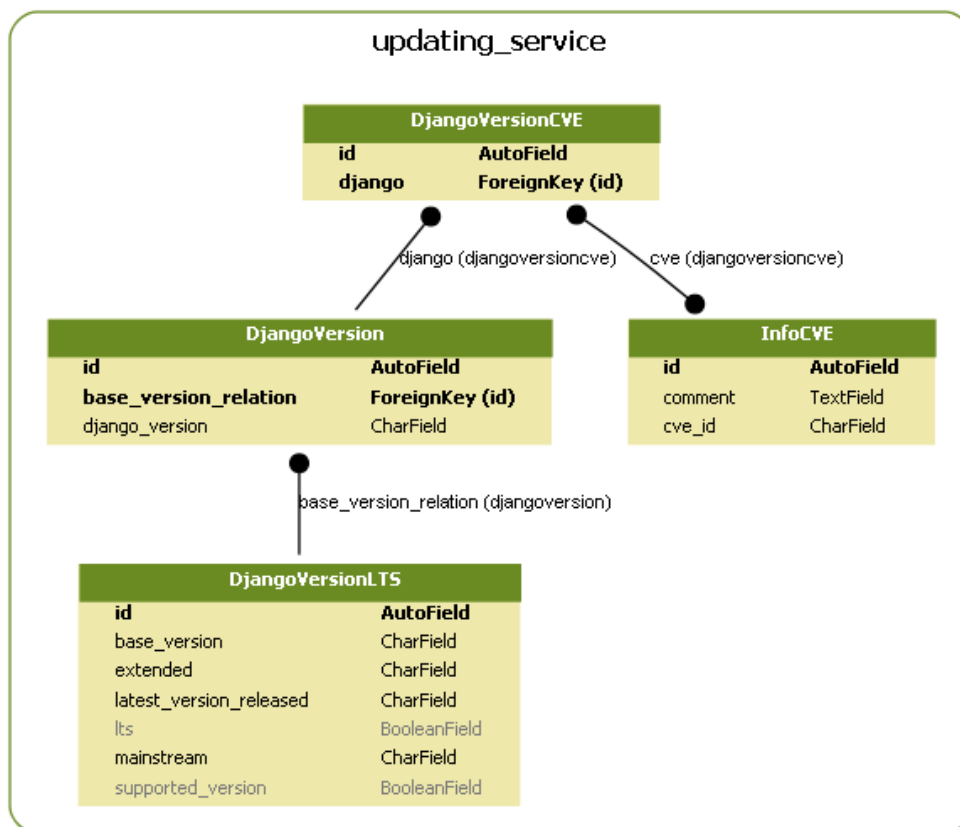 updating_service
DjangoVersionCVE
id AutoField
django ForeignKey (id)
django (djangoversioncve) cve (djangoversioncve)
DjangoVersion
id AutoField
base_version_relation ForeignKey (id)
django_version CharField
InfoCVE
id AutoField
comment TextField
cve_id CharField
base_version_relation (djangoversion)
DjangoVersionLTS
id AutoField
base_version CharField
extended CharField
latest_version_released CharField
lts BooleanField
mainstream CharField
supported_version BooleanField